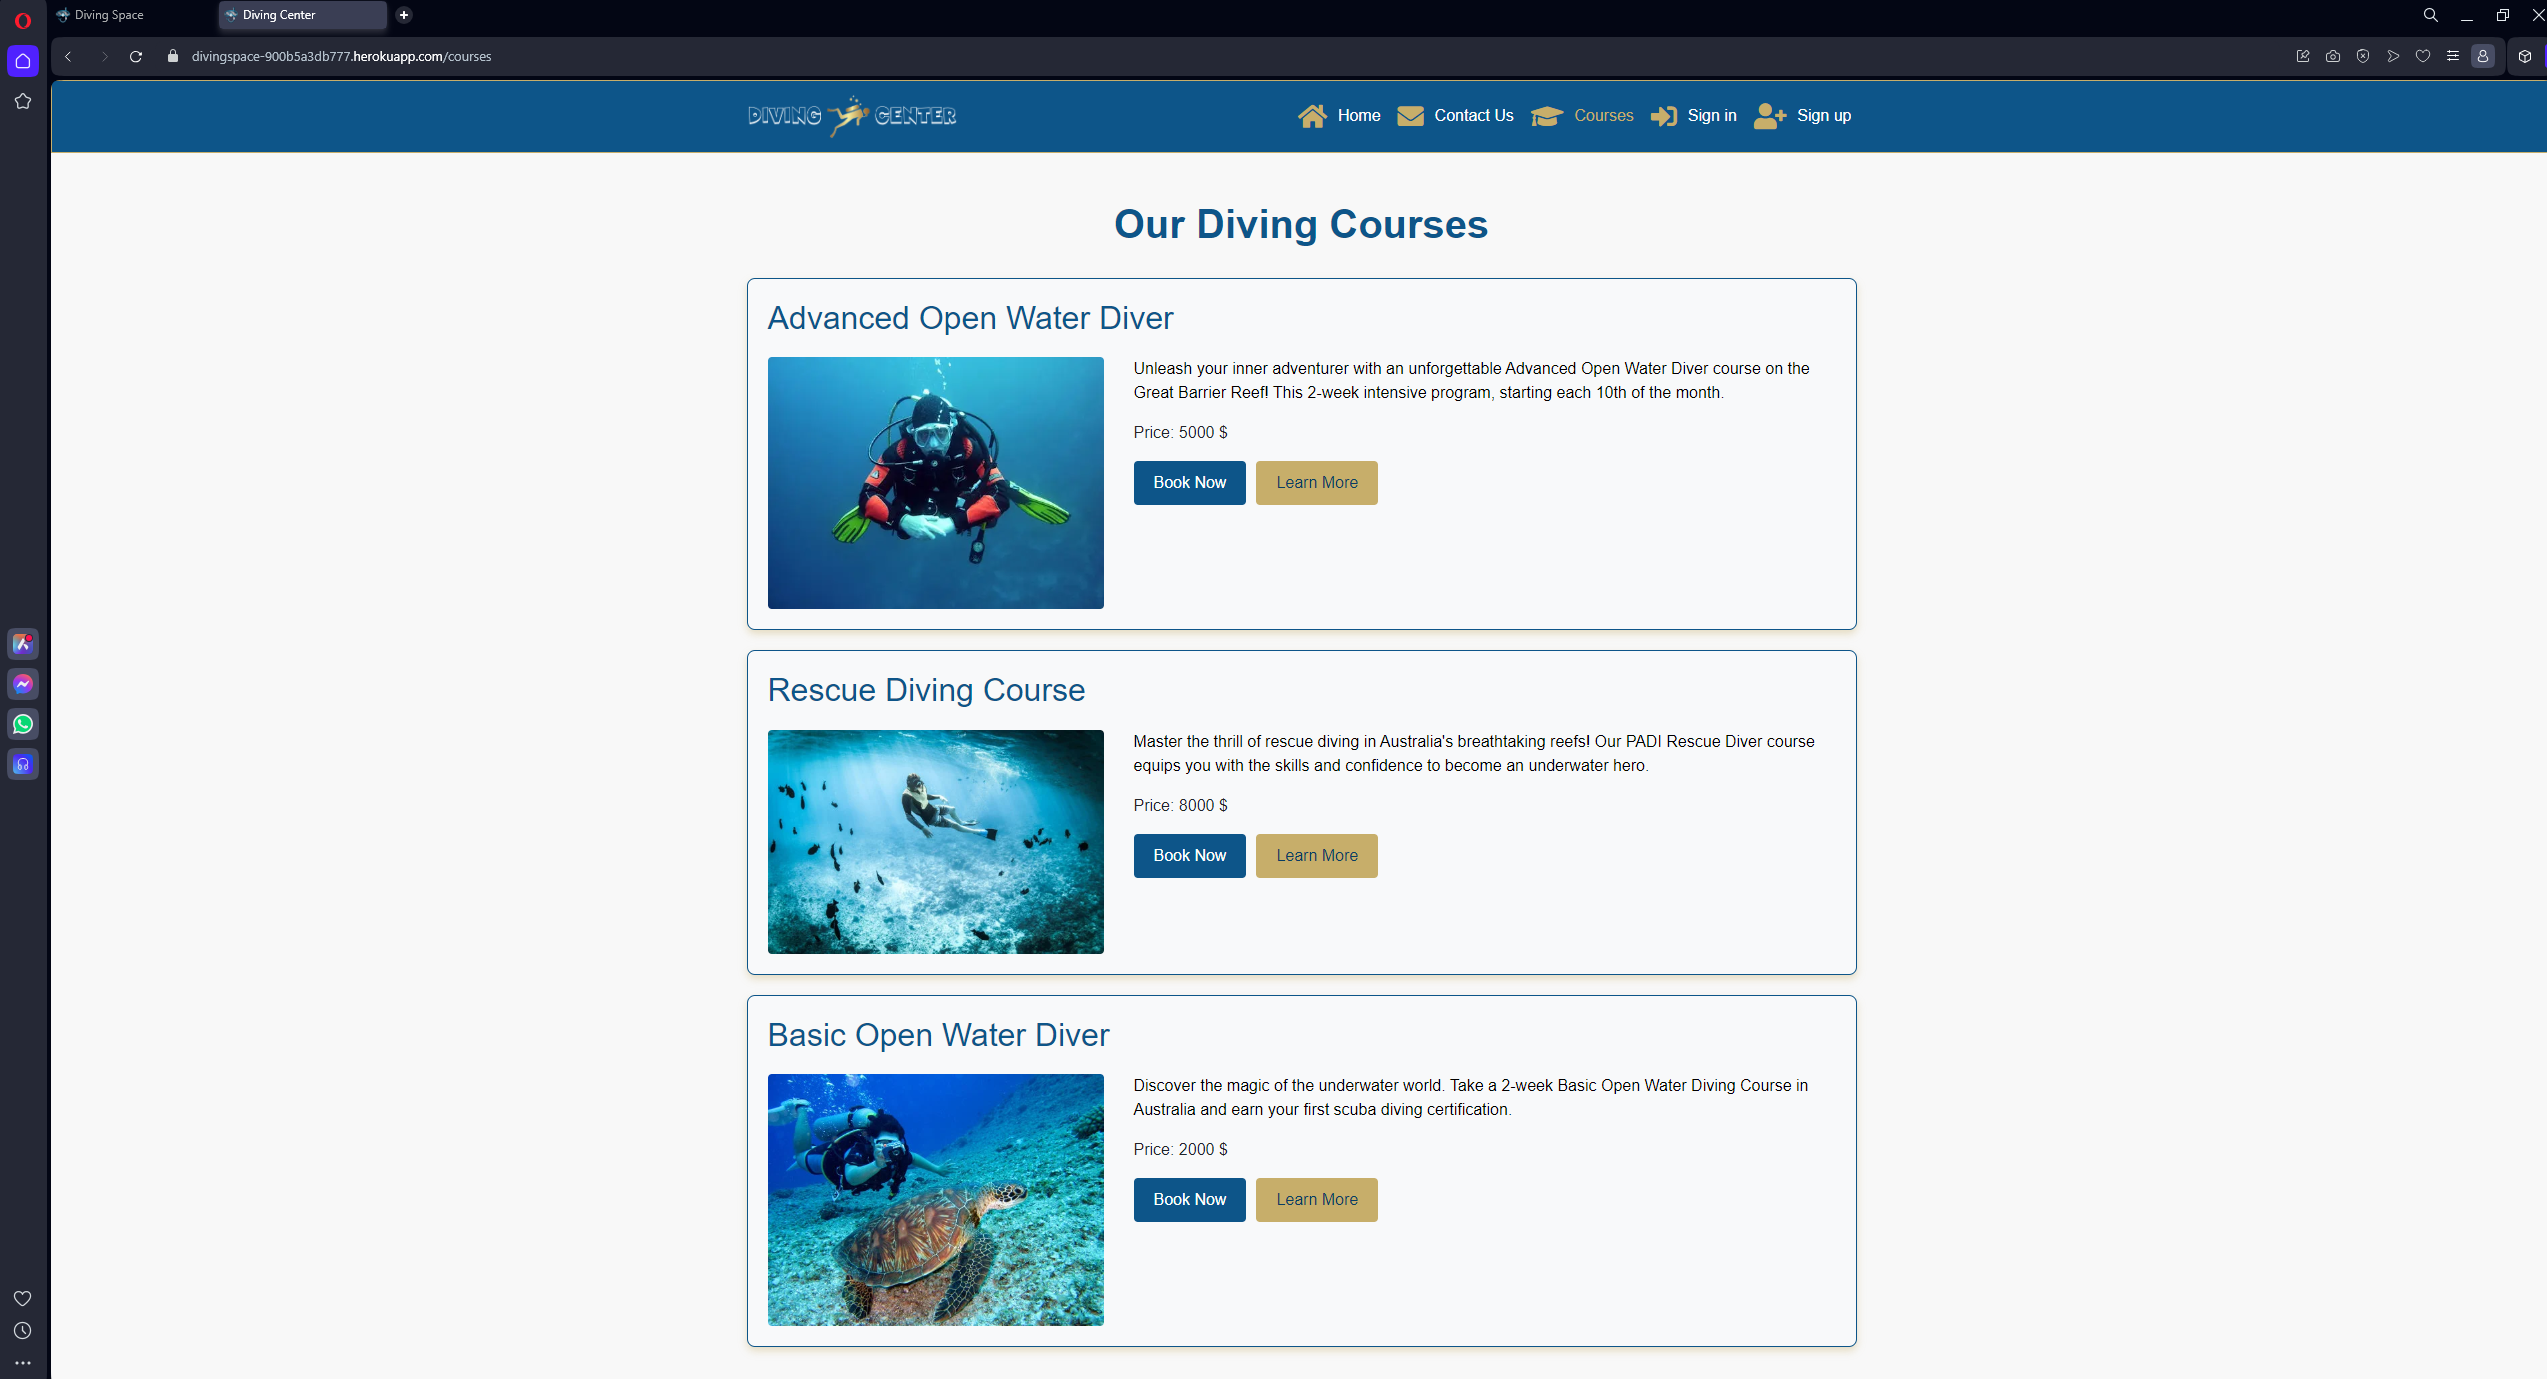 Diving Space
Diving Center
divingspace-900b5a3db777.herokuapp.com/courses
DIVING CENTER
Home
Contact Us
Courses
Sign in
Sign up
Our Diving Courses
Advanced Open Water Diver
Unleash your inner adventurer with an unforgettable Advanced Open Water Diver course on the
Great Barrier Reef! This 2-week intensive program, starting each 10th of the month.
Price: 5000 $
Book Now
Learn More
Rescue Diving Course
Master the thrill of rescue diving in Australia's breathtaking reefs! Our PADI Rescue Diver course
equips you with the skills and confidence to become an underwater hero.
Price: 8000 $
Book Now
Learn More
Basic Open Water Diver
Discover the magic of the underwater world. Take a 2-week Basic Open Water Diving Course in
Australia and earn your first scuba diving certification.
Price: 2000 $
Book Now
Learn More